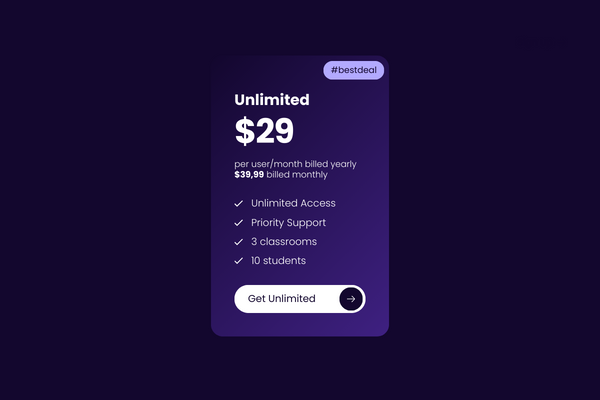 #bestdeal
Unlimited
$29
per user/month billed yearly
$39,99 billed monthly
Unlimited Access
Priority Support
3 classrooms
10 students
Get Unlimited